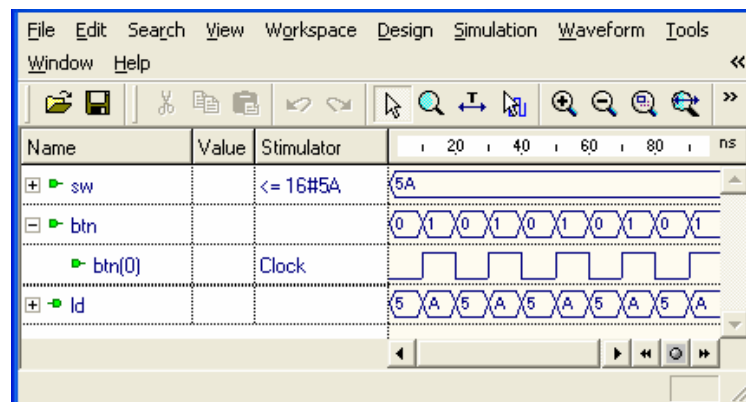 File Edit Search View Workspace Design Simulation Waveform Tools
Window Help
Name Value Stimulator 20 40 60 80 ns
sw <= 16#5A 5A
btn 0 1 0 1 0 1 0 1 0 1
btn(0) Clock
ld 5 A 5 A 5 A 5 A 5 A